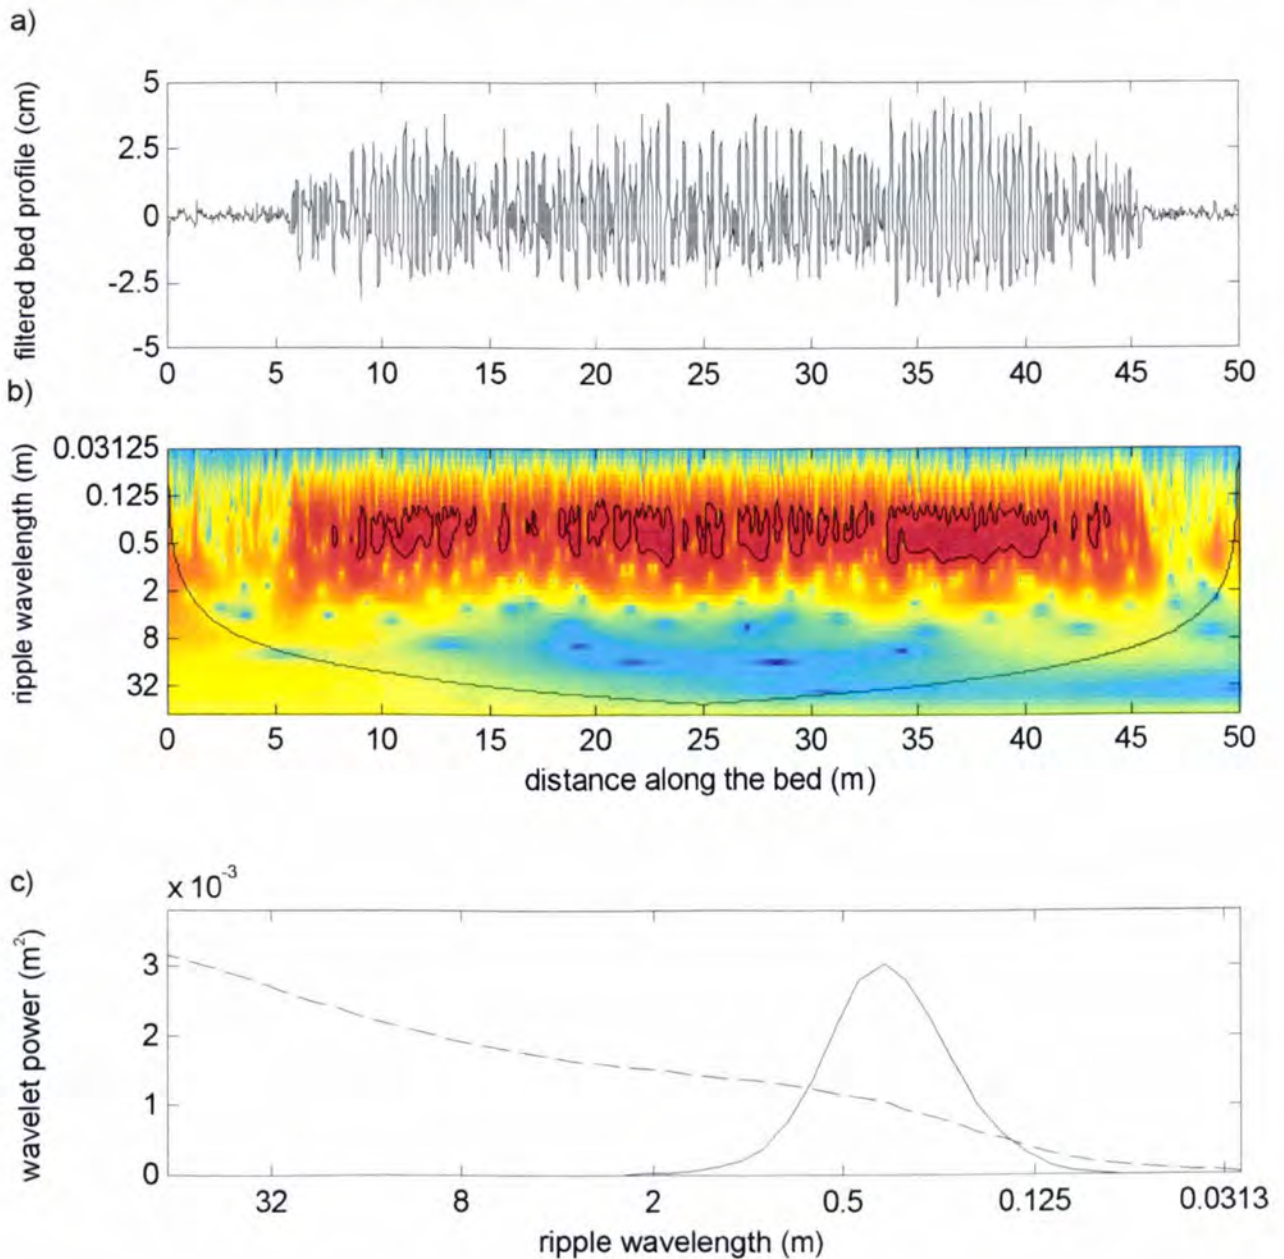 a)
filtered bed profile (cm)
5
2.5
0
-2.5
-5
0 5 10 15 20 25 30 35 40 45 50
b)
ripple wavelength (m)
0.03125
0.125
0.5
2
8
32
0 5 10 15 20 25 30 35 40 45 50
distance along the bed (m)
c)
x 10⁻³
wavelet power (m²)
3
2
1
0
32 8 2 0.5 0.125 0.0313
ripple wavelength (m)